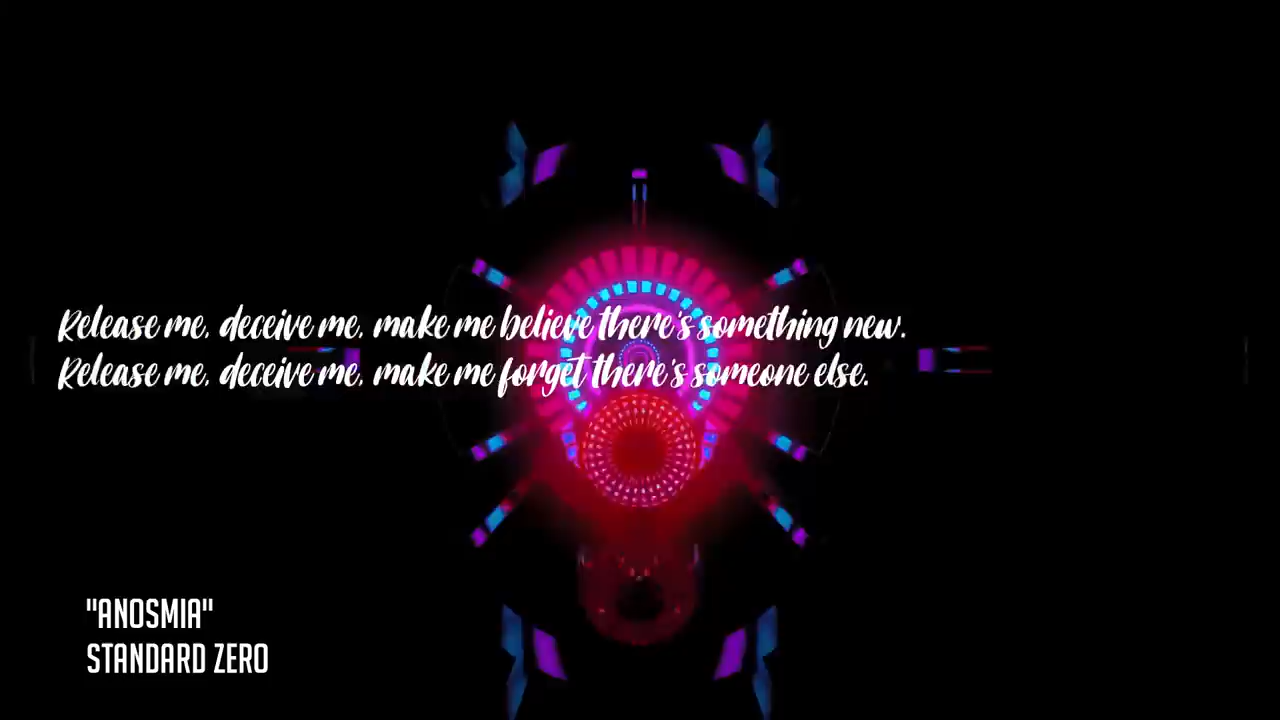 Release me, deceive me, make me believe there's something new.
Release me, deceive me, make me forget there's someone else.
"ANOSMIA"
STANDARD ZERO